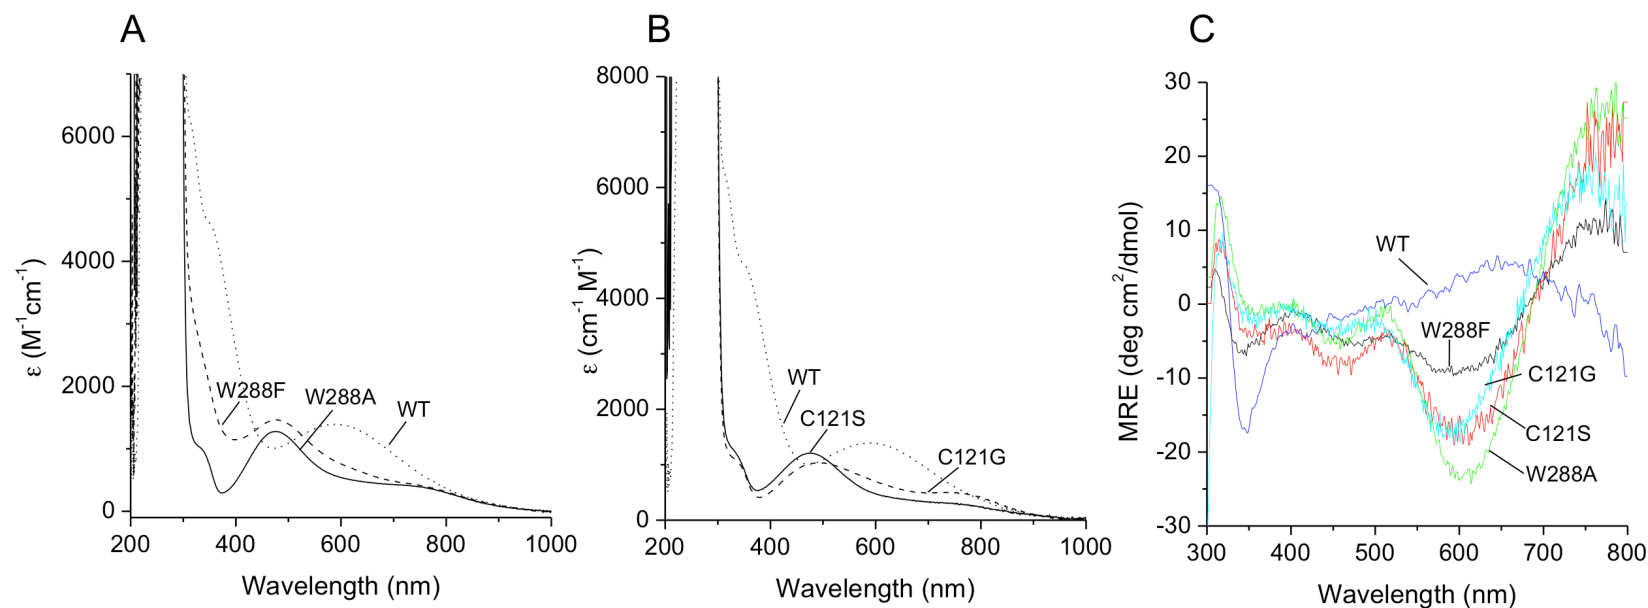 A
6000
4000
2000
0
ε (M-1cm-1)
W288F
W288A
WT
200
400
600
800
1000
Wavelength (nm)
B
8000
6000
4000
2000
0
ε (cm-1 M-1)
WT
C121S
C121G
200
400
600
800
1000
Wavelength (nm)
C
30
20
10
0
-10
-20
-30
MRE (deg cm2/dmol)
WT
W288F
C121G
C121S
W288A
300
400
500
600
700
800
Wavelength (nm)